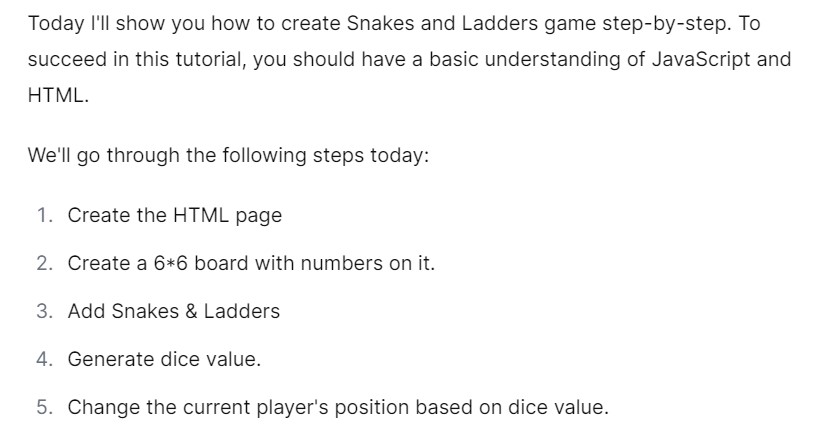 Today I'll show you how to create Snakes and Ladders game step-by-step. To
succeed in this tutorial, you should have a basic understanding of JavaScript and
HTML.
We'll go through the following steps today:
1. Create the HTML page
2. Create a 6*6 board with numbers on it.
3. Add Snakes & Ladders
4. Generate dice value.
5. Change the current player's position based on dice value.